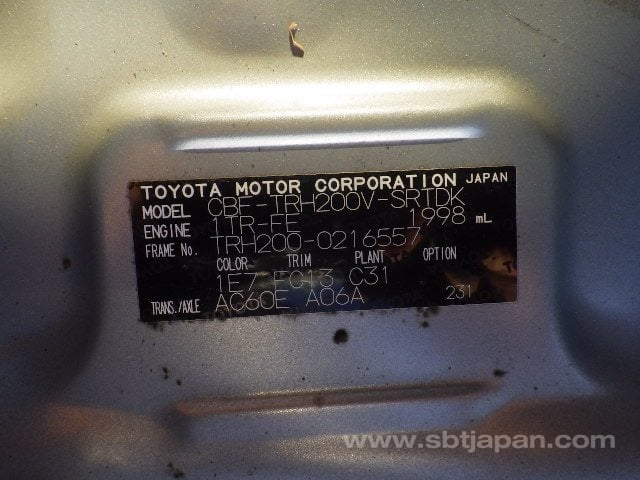 TOYOTA MOTOR CORPORATION JAPAN
MODEL CBF-TRH200V-SRTDK
ENGINE 1TR-FE 1998 mL
FRAME No. TRH200-0216557
COLOR TRIM PLANT OPTION
1E7 FC13 C31
TRANS./AXLE AC60E A06A 231
www.sbtjapan.com